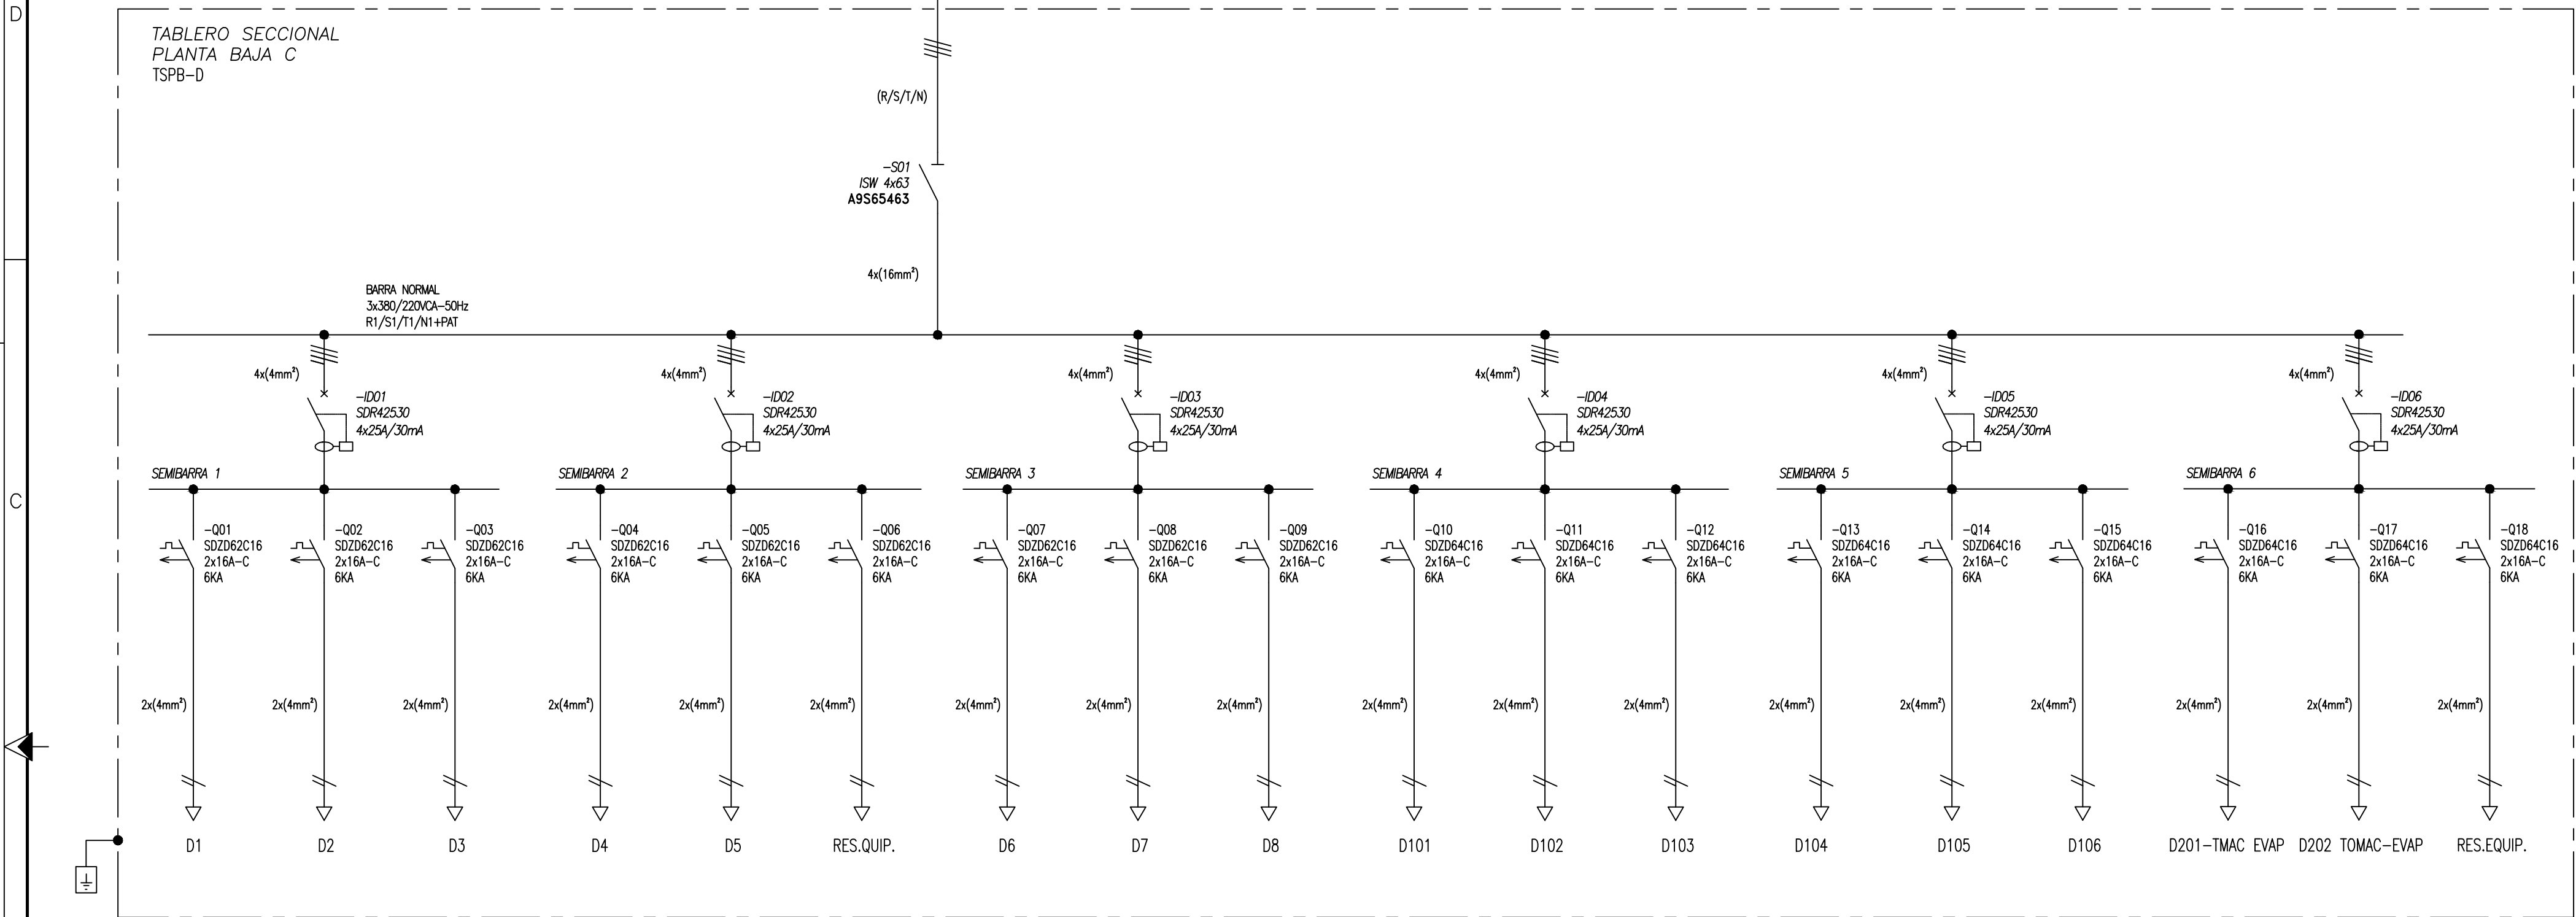 D
TABLERO SECCIONAL
PLANTA BAJA C
TSPB-D
(R/S/T/N)
-S01
ISW 4x63
A9S65463
4x(16mm²)
BARRA NORMAL
3x380/220VCA-50Hz
R1/S1/T1/N1+PAT
4x(4mm²)
-ID01
SDR42530
4x25A/30mA
4x(4mm²)
-ID02
SDR42530
4x25A/30mA
4x(4mm²)
-ID03
SDR42530
4x25A/30mA
4x(4mm²)
-ID04
SDR42530
4x25A/30mA
4x(4mm²)
-ID05
SDR42530
4x25A/30mA
4x(4mm²)
-ID06
SDR42530
4x25A/30mA
C
SEMIBARRA 1
-Q01
SDZD62C16
2x16A-C
6KA
2x(4mm²)
D1
-Q02
SDZD62C16
2x16A-C
6KA
2x(4mm²)
D2
-Q03
SDZD62C16
2x16A-C
6KA
2x(4mm²)
D3
SEMIBARRA 2
-Q04
SDZD62C16
2x16A-C
6KA
2x(4mm²)
D4
-Q05
SDZD62C16
2x16A-C
6KA
2x(4mm²)
D5
-Q06
SDZD62C16
2x16A-C
6KA
2x(4mm²)
RES.QUIP.
SEMIBARRA 3
-Q07
SDZD62C16
2x16A-C
6KA
2x(4mm²)
D6
-Q08
SDZD62C16
2x16A-C
6KA
2x(4mm²)
D7
-Q09
SDZD62C16
2x16A-C
6KA
2x(4mm²)
D8
SEMIBARRA 4
-Q10
SDZD64C16
2x16A-C
6KA
2x(4mm²)
D101
-Q11
SDZD64C16
2x16A-C
6KA
2x(4mm²)
D102
-Q12
SDZD64C16
2x16A-C
6KA
2x(4mm²)
D103
SEMIBARRA 5
-Q13
SDZD64C16
2x16A-C
6KA
2x(4mm²)
D104
-Q14
SDZD64C16
2x16A-C
6KA
2x(4mm²)
D105
-Q15
SDZD64C16
2x16A-C
6KA
2x(4mm²)
D106
SEMIBARRA 6
-Q16
SDZD64C16
2x16A-C
6KA
2x(4mm²)
D201-TMAC EVAP
-Q17
SDZD64C16
2x16A-C
6KA
2x(4mm²)
D202 TOMAC-EVAP
-Q18
SDZD64C16
2x16A-C
6KA
2x(4mm²)
RES.EQUIP.